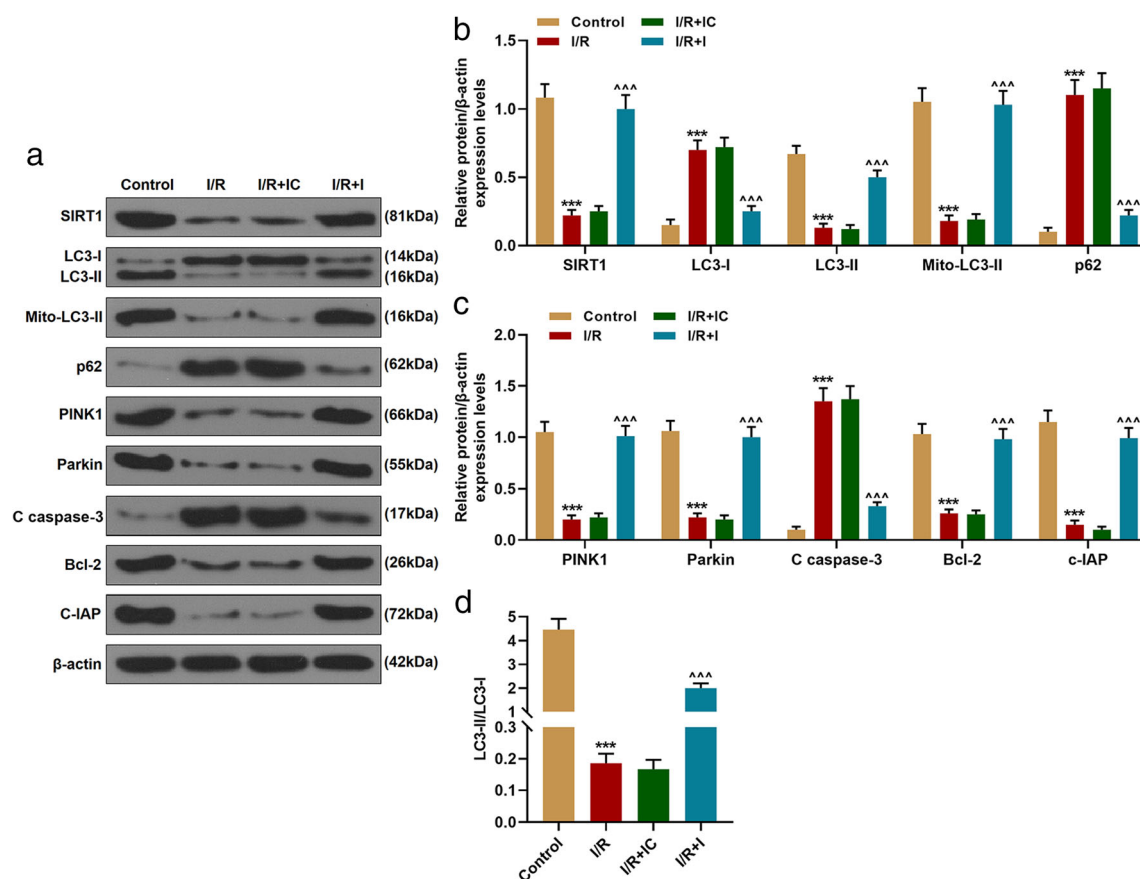 a
Control I/R I/R+IC I/R+I
SIRT1 (81kDa)
LC3-I (14kDa)
LC3-II (16kDa)
Mito-LC3-II (16kDa)
p62 (62kDa)
PINK1 (66kDa)
Parkin (55kDa)
C caspase-3 (17kDa)
Bcl-2 (26kDa)
C-IAP (72kDa)
β-actin (42kDa)
b
Control I/R+IC
I/R I/R+I
Relative protein/β-actin
expression levels
1.5
1.0
0.5
0.0
*** ^^^ *** ^^^ *** ^^^ *** ^^^ *** ^^^
SIRT1 LC3-I LC3-II Mito-LC3-II p62
c
Control I/R+IC
I/R I/R+I
Relative protein/β-actin
expression levels
2.0
1.5
1.0
0.5
0.0
*** ^^^ *** ^^^ *** ^^^ *** ^^^ *** ^^^
PINK1 Parkin C caspase-3 Bcl-2 c-IAP
d
LC3-II/LC3-I
5
4
3
2
1
0.3
0.2
0.1
0.0
*** ^^^
Control I/R I/R+IC I/R+I